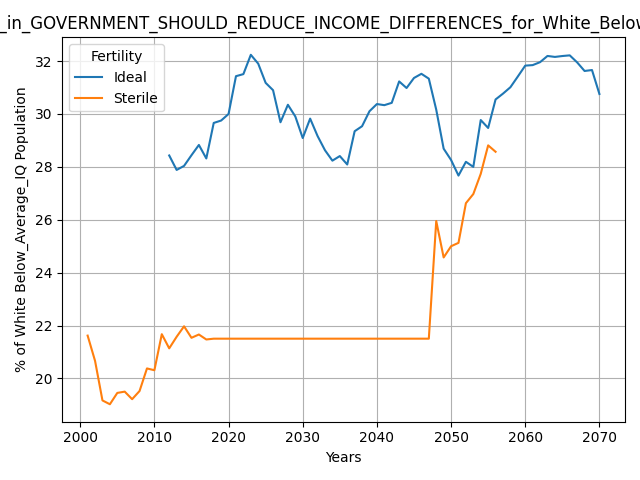 _in_GOVERNMENT_SHOULD_REDUCE_INCOME_DIFFERENCES_for_White_Below
Fertility
Ideal
Sterile
% of White Below_Average_IQ Population
32
30
28
26
24
22
20
2000 2010 2020 2030 2040 2050 2060 2070
Years